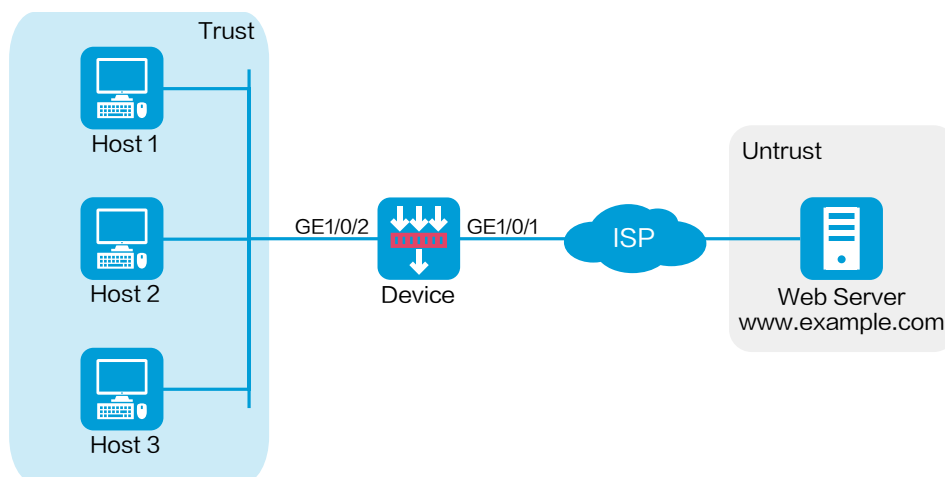 Trust
Host 1
Host 2
Host 3
GE1/0/2
GE1/0/1
Device
ISP
Untrust
Web Server
www.example.com